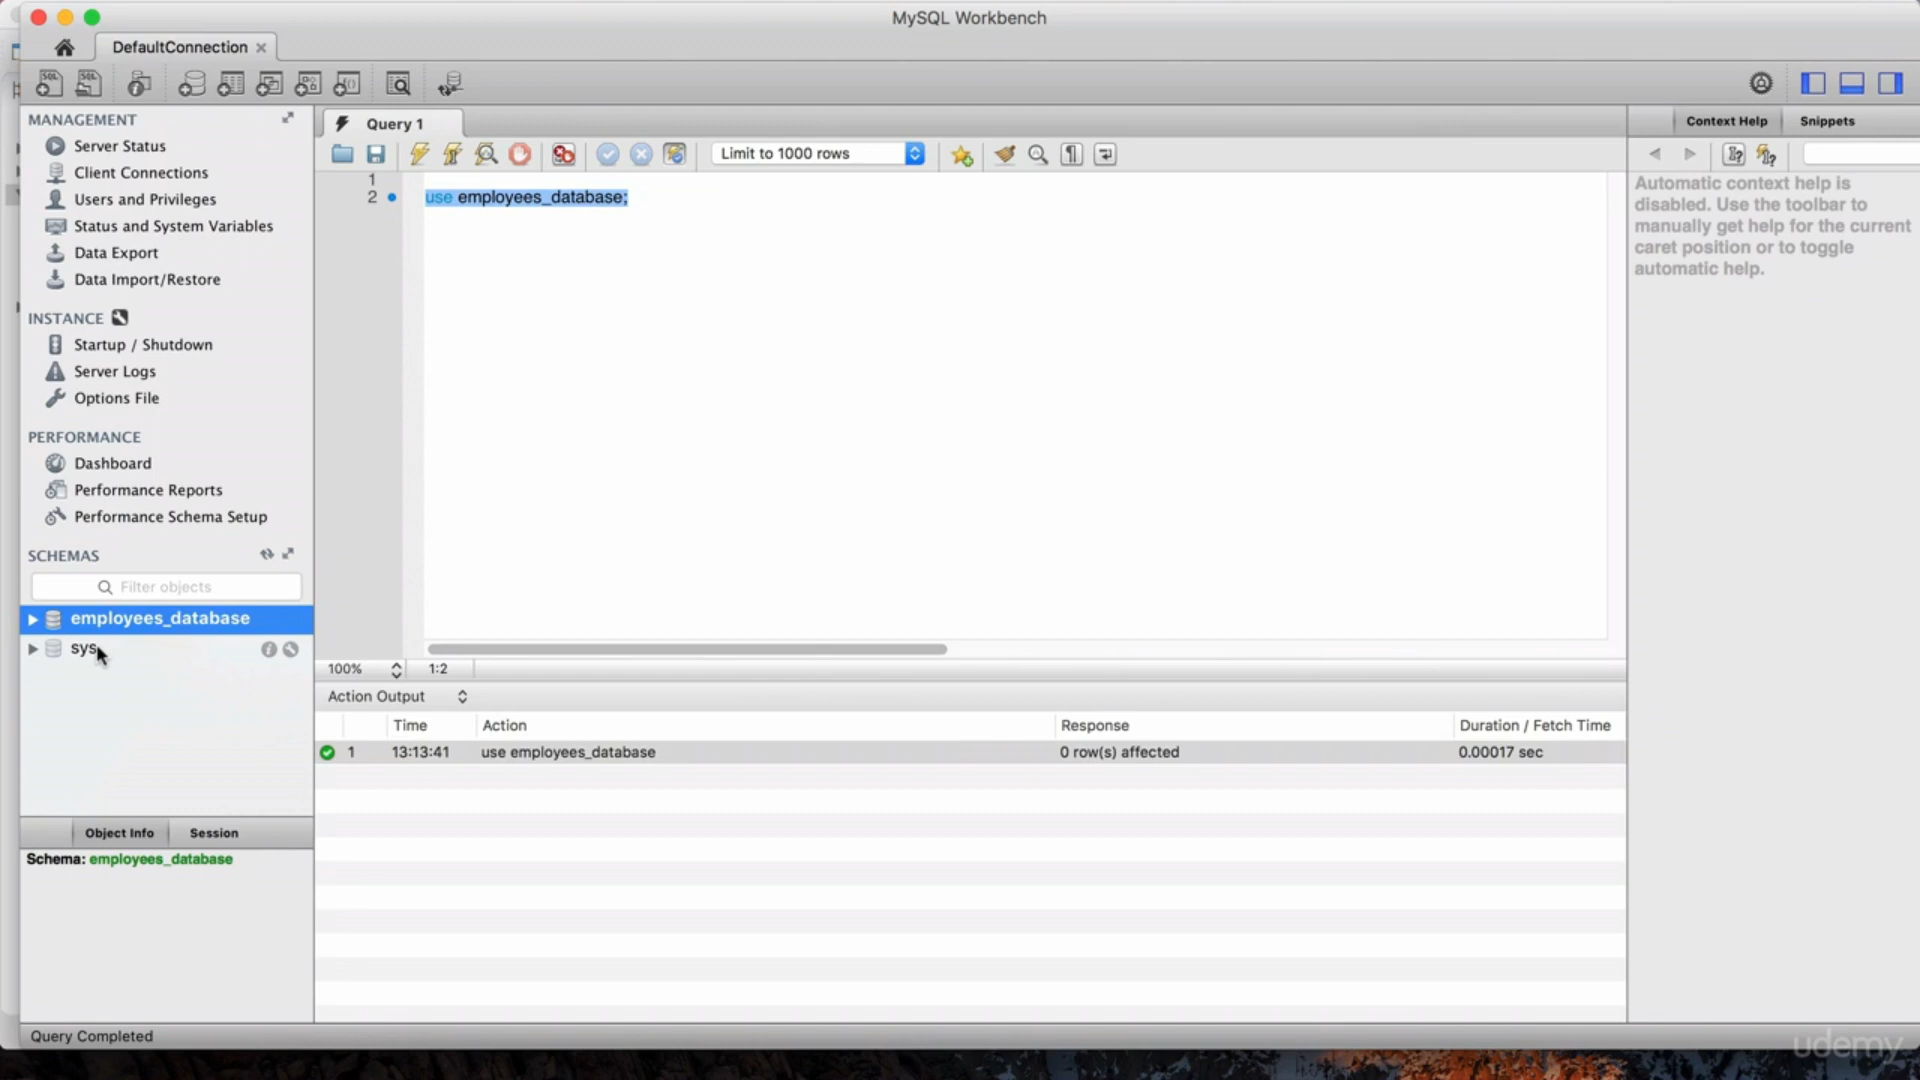 MySQL Workbench
DefaultConnection
MANAGEMENT
Server Status
Client Connections
Users and Privileges
Status and System Variables
Data Export
Data Import/Restore
INSTANCE
Startup / Shutdown
Server Logs
Options File
PERFORMANCE
Dashboard
Performance Reports
Performance Schema Setup
SCHEMAS
Filter objects
employees_database
sys
Object Info Session
Schema: employees_database
Query 1
Limit to 1000 rows
1
2 use employees_database;
100% 1:2
Action Output
Time Action Response Duration / Fetch Time
1 13:13:41 use employees_database 0 row(s) affected 0.00017 sec
Context Help Snippets
Automatic context help is
disabled. Use the toolbar to
manually get help for the current
caret position or to toggle
automatic help.
Query Completed
udemy